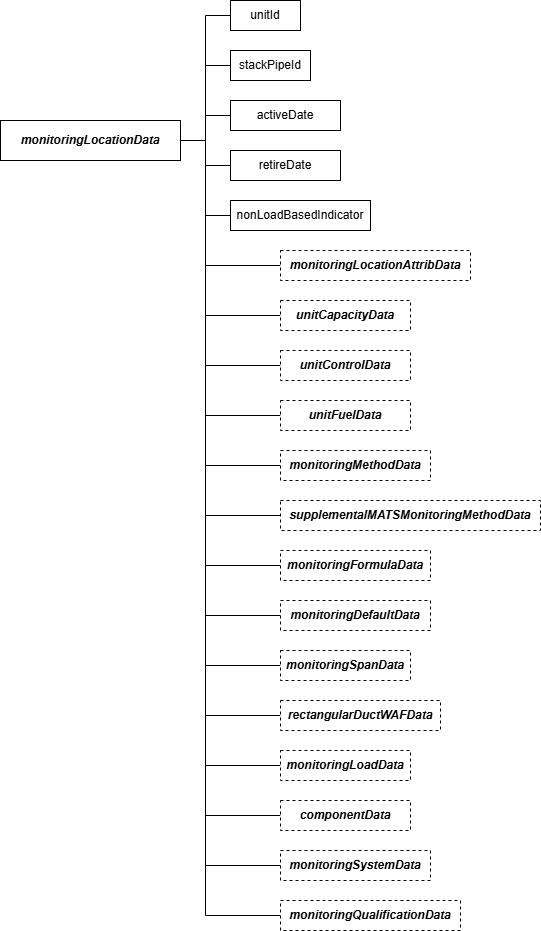 unitId
stackPipeId
activeDate
monitoringLocationData
retireDate
nonLoadBasedIndicator
monitoringLocationAttribData
unitCapacityData
unitControlData
unitFuelData
monitoringMethodData
supplementalMATSMonitoringMethodData
monitoringFormulaData
monitoringDefaultData
monitoringSpanData
rectangularDuctWAFData
monitoringLoadData
componentData
monitoringSystemData
monitoringQualificationData